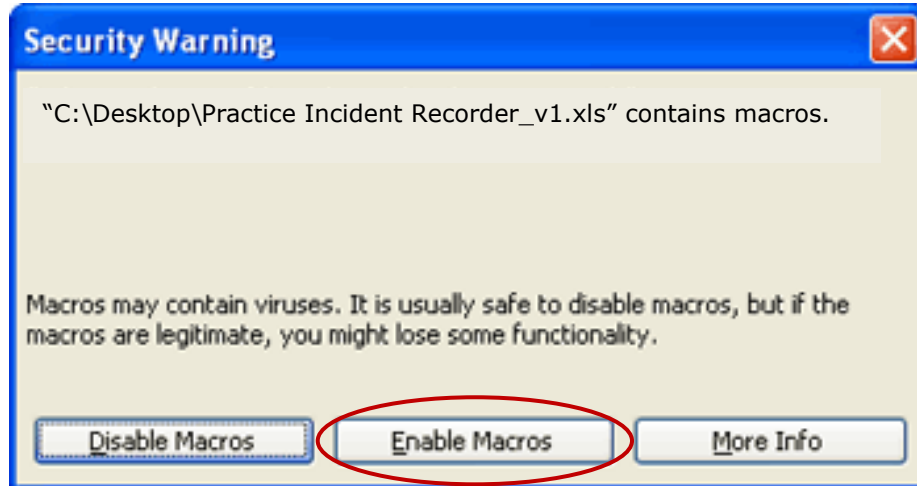 Security Warning
“C:\Desktop\Practice Incident Recorder_v1.xls” contains macros.
Macros may contain viruses. It is usually safe to disable macros, but if the
macros are legitimate, you might lose some functionality.
Disable Macros
Enable Macros
More Info